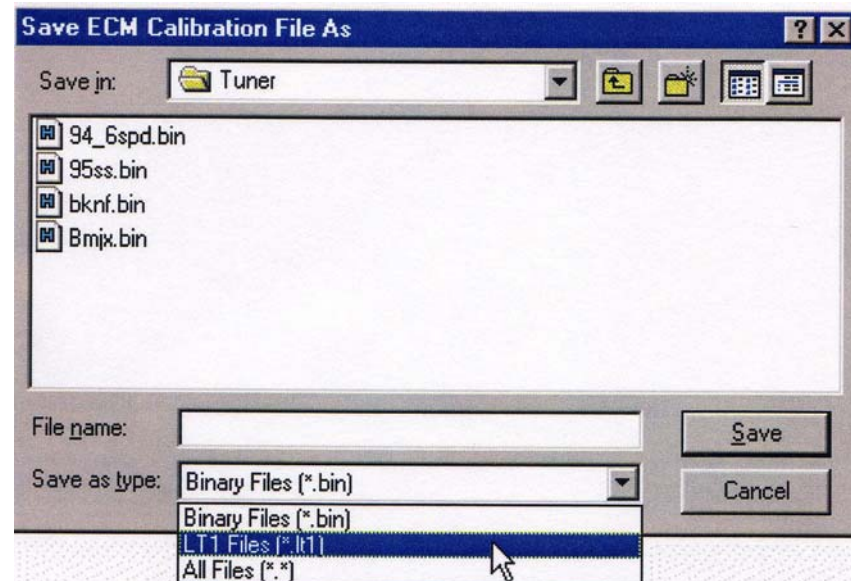 Save ECM Calibration File As
Save in: Tuner
94_6spd.bin
95ss.bin
bknf.bin
Bmjx.bin
File name:
Save
Save as type: Binary Files (*.bin)
Cancel
Binary Files (*.bin)
LT1 Files (*.lt1)
All Files (*.*)